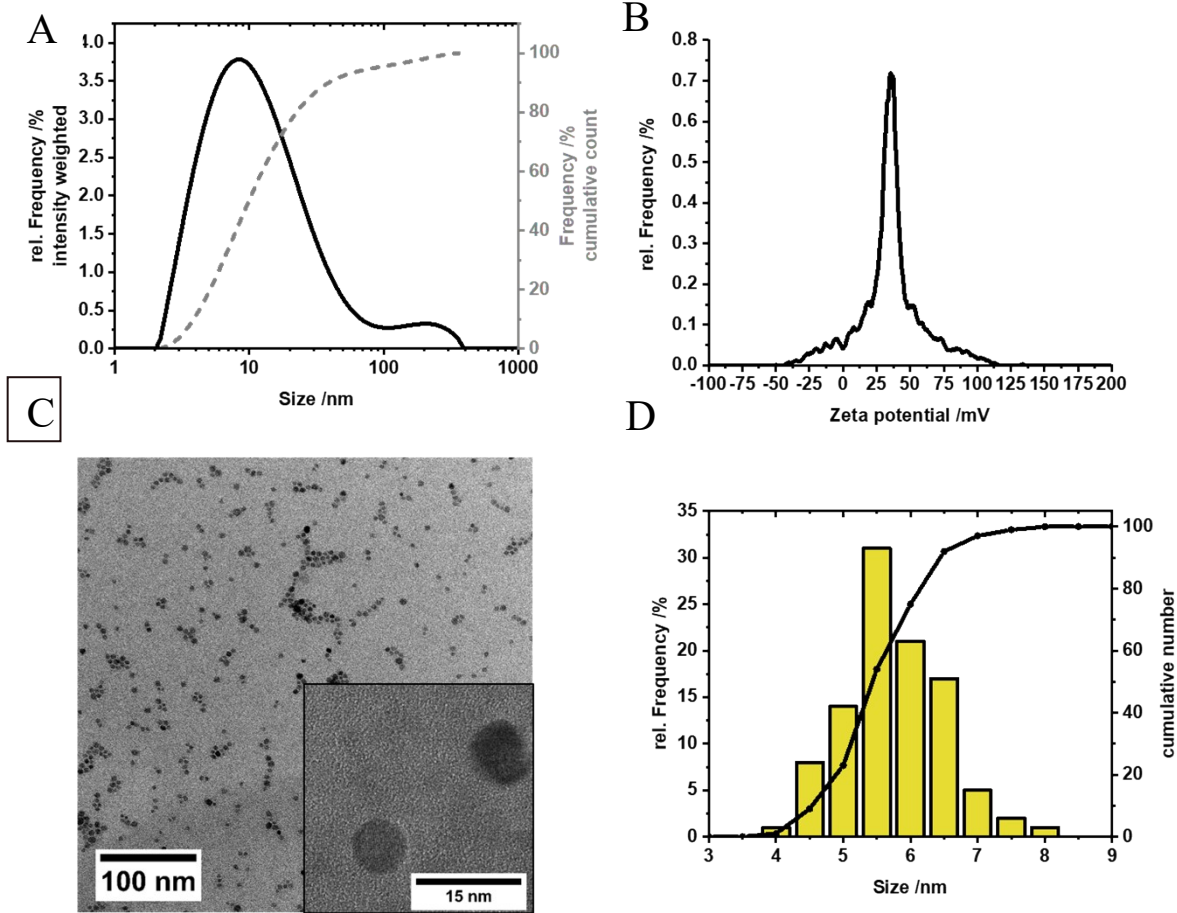 A
rel. Frequency /%
intensity weighted
4.0
3.5
3.0
2.5
2.0
1.5
1.0
0.5
0.0
1 10 100 1000
Size /nm
100
80
60
40
20
0
Frequency /%
cumulative count
B
rel. Frequency /%
0.8
0.7
0.6
0.5
0.4
0.3
0.2
0.1
0.0
-100 -75 -50 -25 0 25 50 75 100 125 150 175 200
Zeta potential /mV
C
100 nm
15 nm
D
rel. Frequency /%
35
30
25
20
15
10
5
0
3 4 5 6 7 8 9
Size /nm
100
80
60
40
20
0
cumulative number